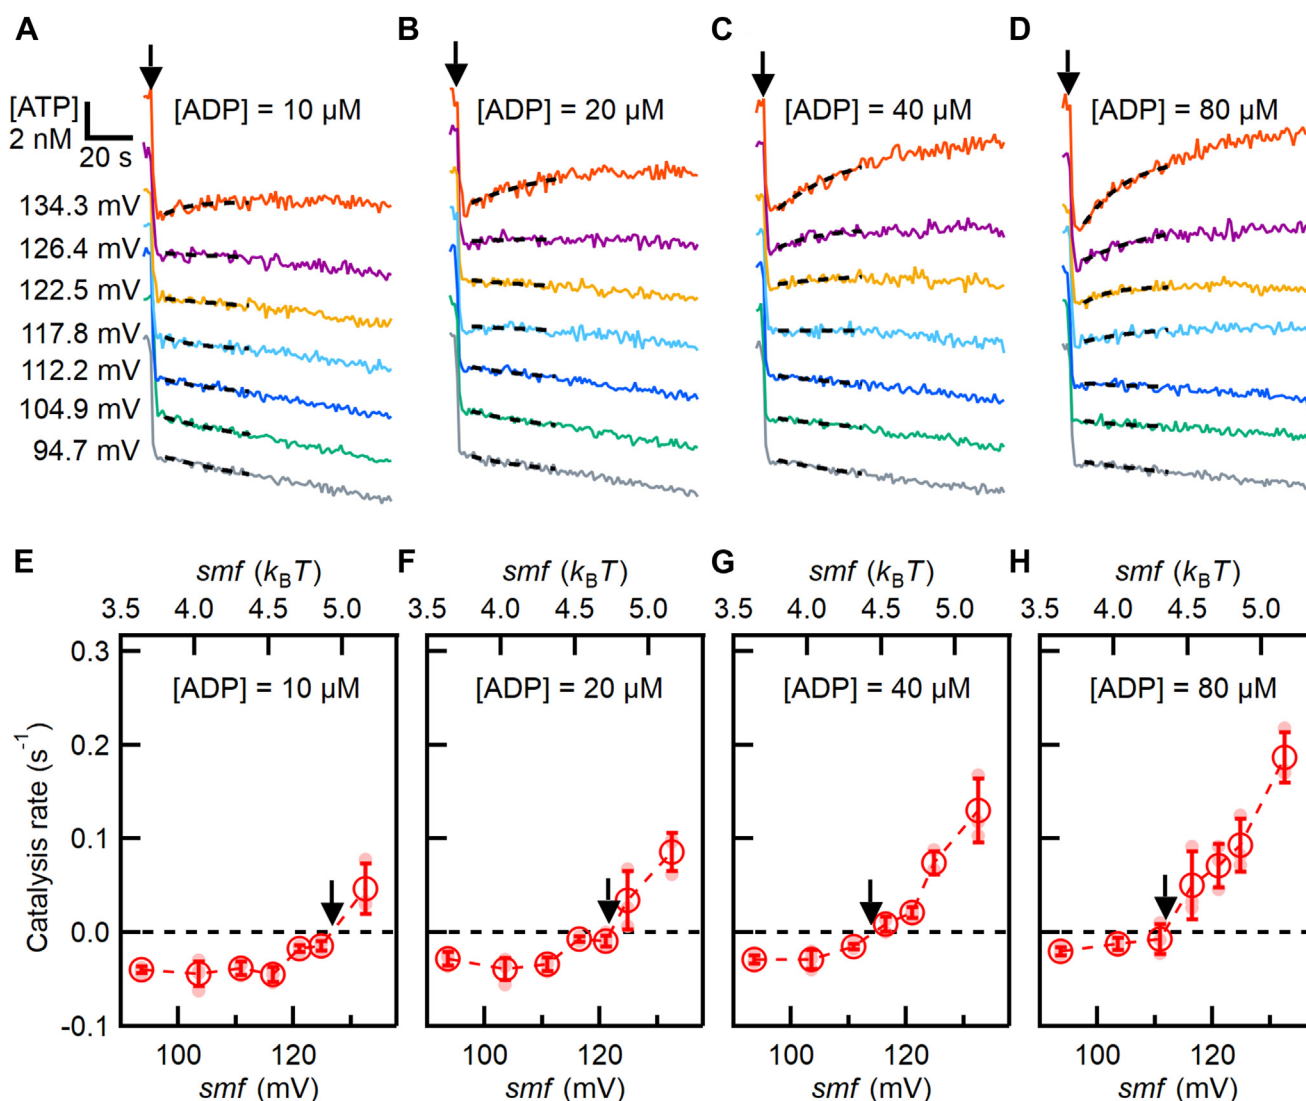 A
B
C
D
[ATP]
2 nM
20 s
[ADP] = 10 µM
[ADP] = 20 µM
[ADP] = 40 µM
[ADP] = 80 µM
134.3 mV
126.4 mV
122.5 mV
117.8 mV
112.2 mV
104.9 mV
94.7 mV
E
smf (kBT)
3.5 4.0 4.5 5.0
[ADP] = 10 µM
Catalysis rate (s-1)
0.3
0.2
0.1
0.0
-0.1
100 120
smf (mV)
F
smf (kBT)
3.5 4.0 4.5 5.0
[ADP] = 20 µM
100 120
smf (mV)
G
smf (kBT)
3.5 4.0 4.5 5.0
[ADP] = 40 µM
100 120
smf (mV)
H
smf (kBT)
3.5 4.0 4.5 5.0
[ADP] = 80 µM
100 120
smf (mV)